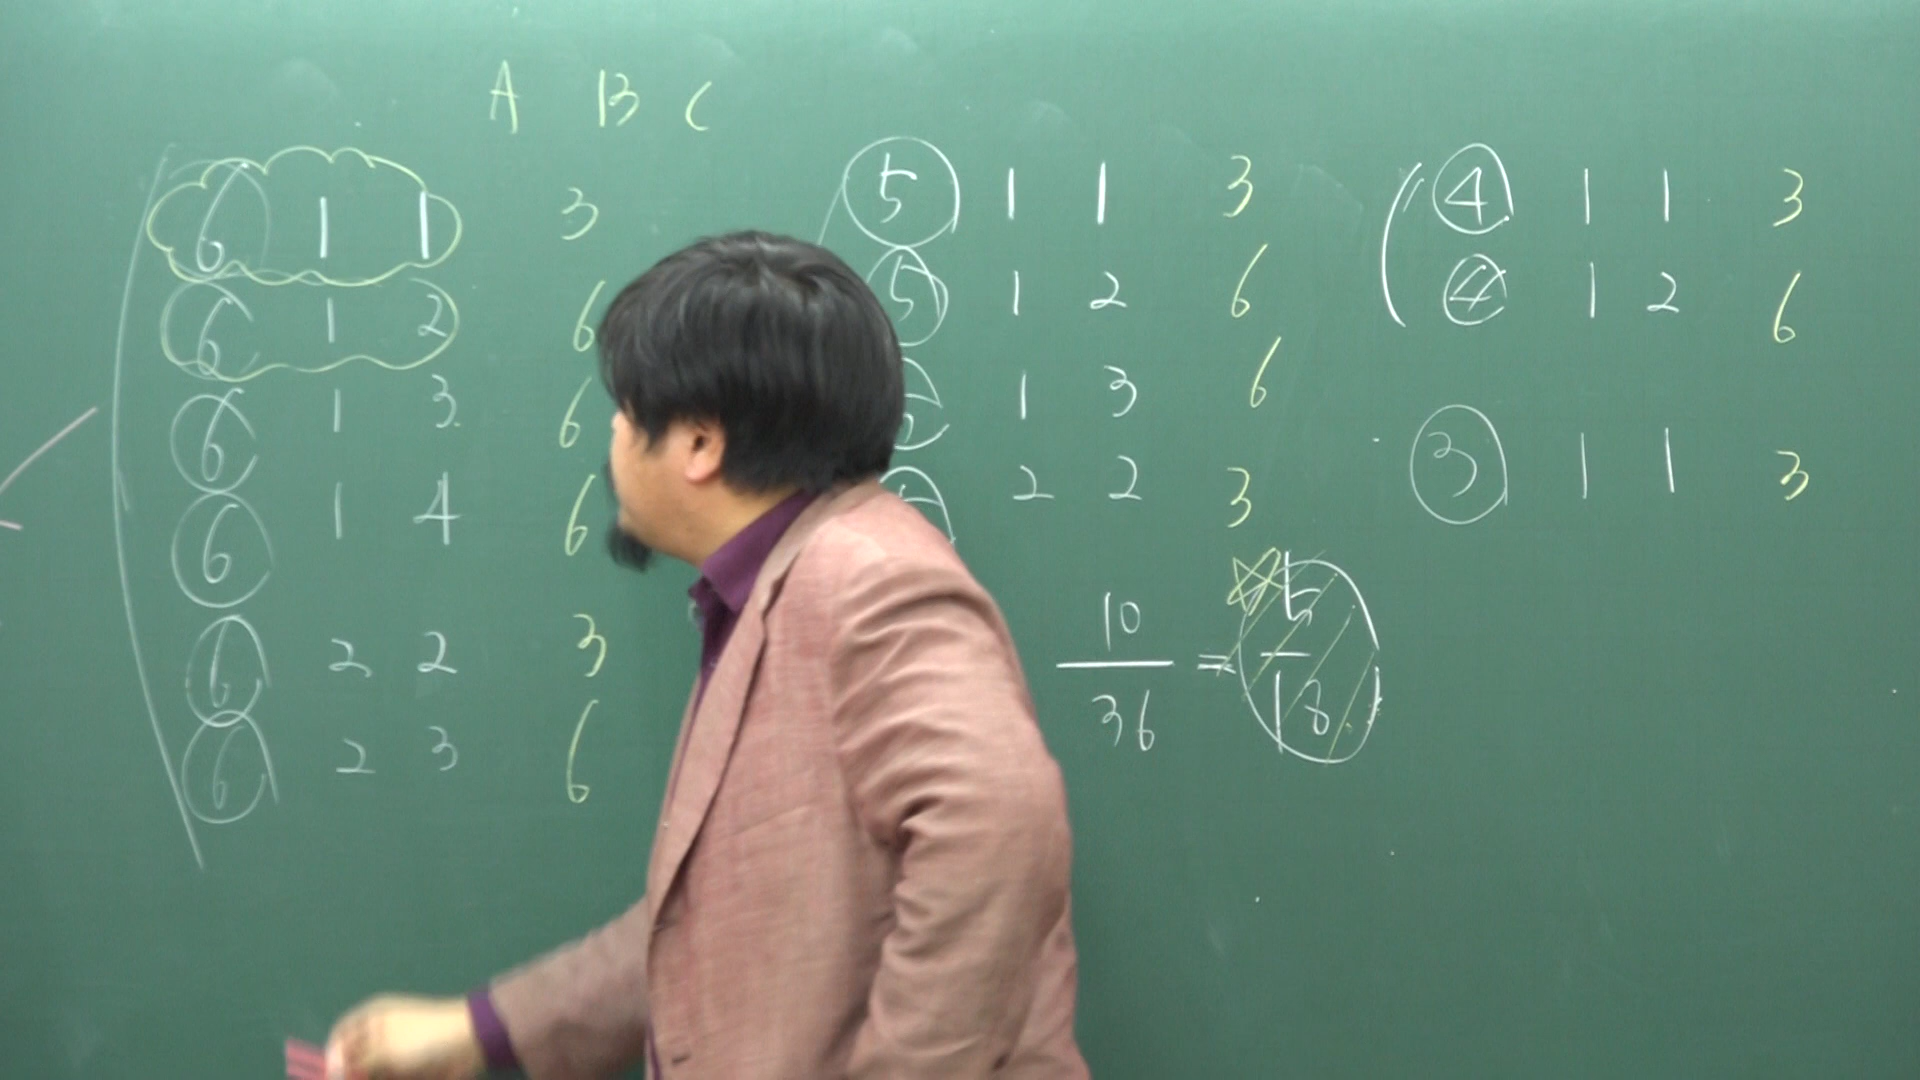 A B C
6 1 1 3
6 1 2 6
6 1 3 6
6 1 4 6
6 2 2 3
6 2 3 6
5 1 1 3
5 1 2 6
1 3 6
2 2 3
10
36
=
5
18
4 1 1 3
4 1 2 6
3 1 1 3